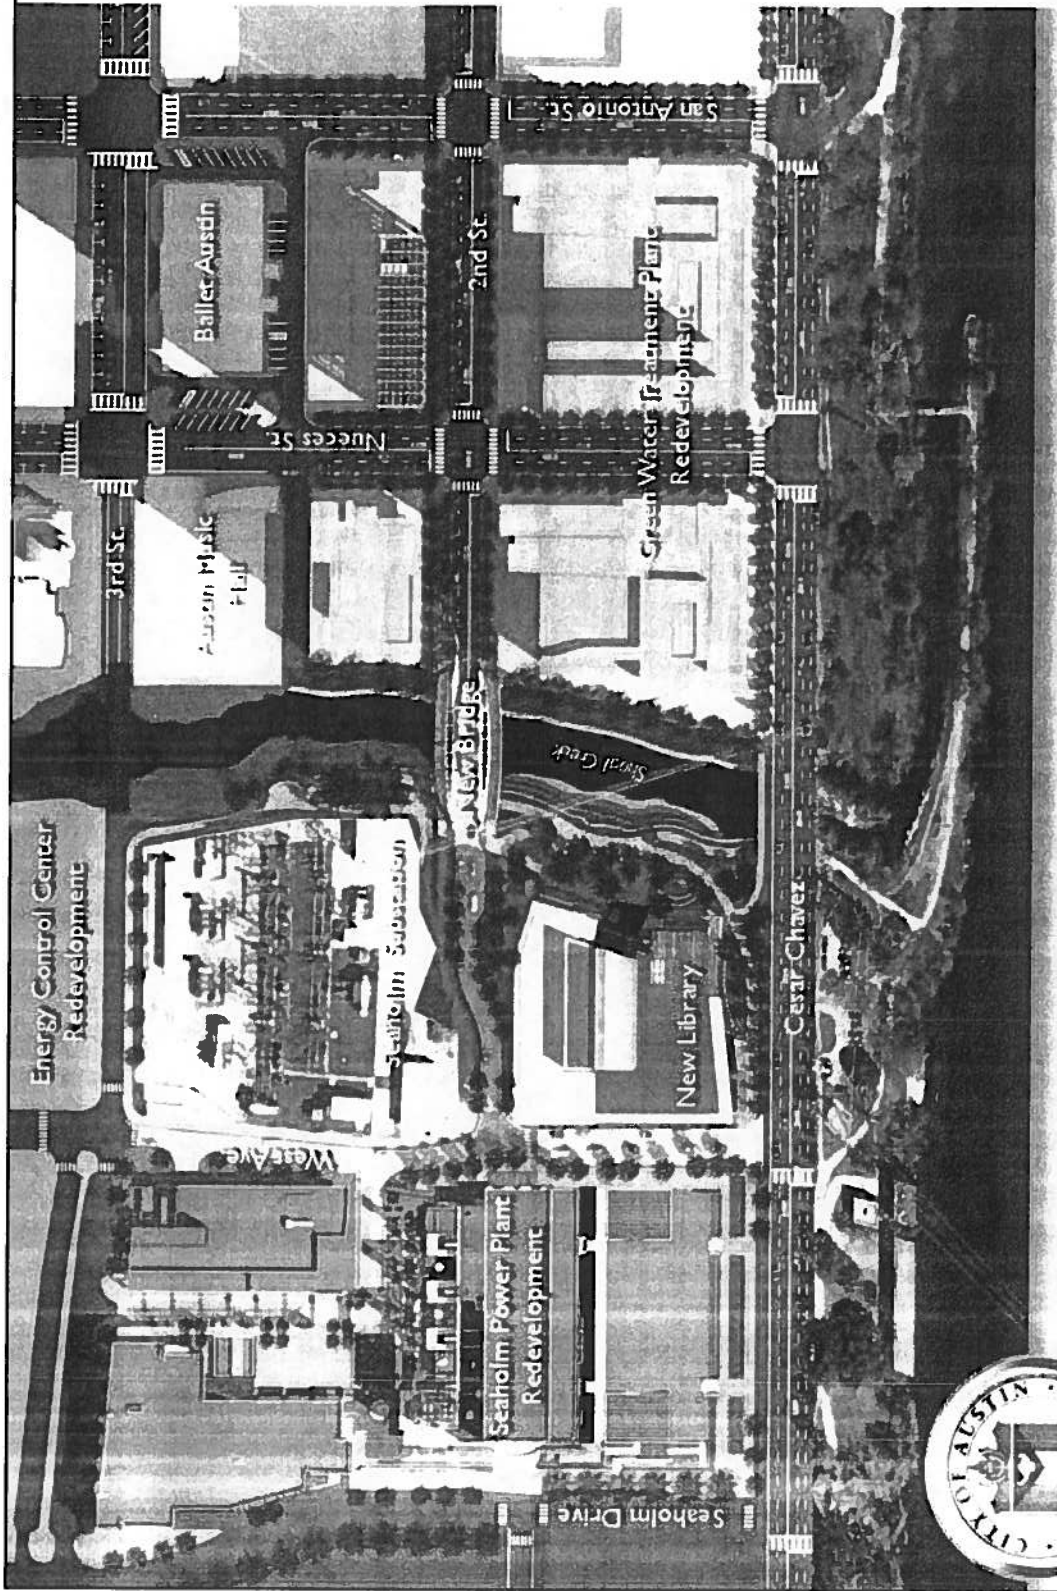 Energy Control Center
Redevelopment
3rd St.
Austin Music
Hall
Ballet Austin
West Ave.
Nueces St.
San Antonio St.
Seaholm Substation
New Bridge
2nd St.
Seaholm Power Plant
Redevelopment
New Library
Shoal Creek
Green Water Treatment Plant
Redevelopment
Seaholm Drive
Cesar Chavez
CITY OF AUSTIN